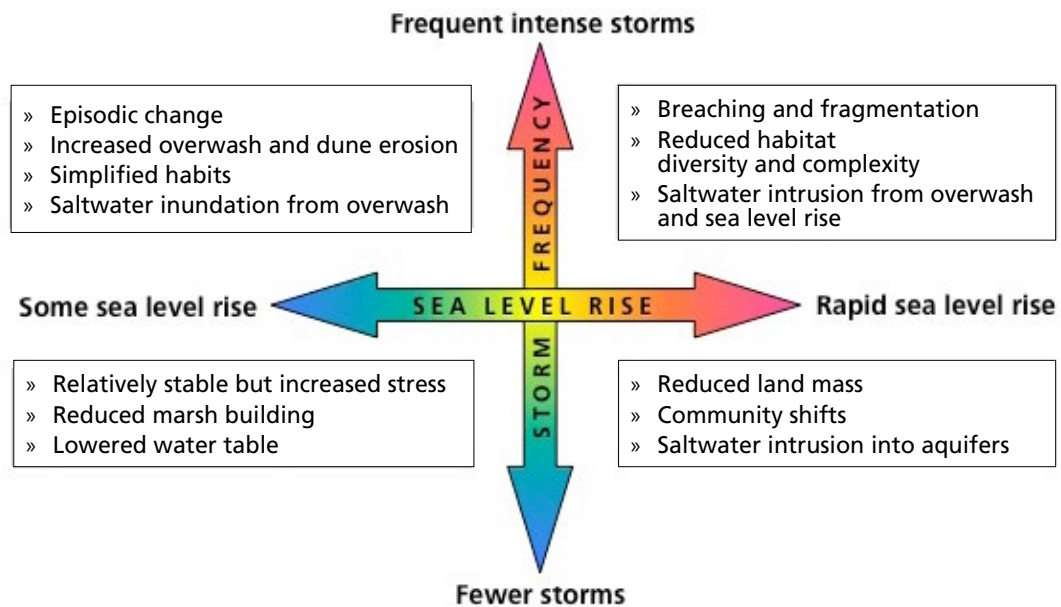 Frequent intense storms
» Episodic change
» Increased overwash and dune erosion
» Simplified habits
» Saltwater inundation from overwash
» Breaching and fragmentation
» Reduced habitat
diversity and complexity
» Saltwater intrusion from overwash
and sea level rise
Some sea level rise
SEA LEVEL RISE
Rapid sea level rise
STORM FREQUENCY
» Relatively stable but increased stress
» Reduced marsh building
» Lowered water table
» Reduced land mass
» Community shifts
» Saltwater intrusion into aquifers
Fewer storms